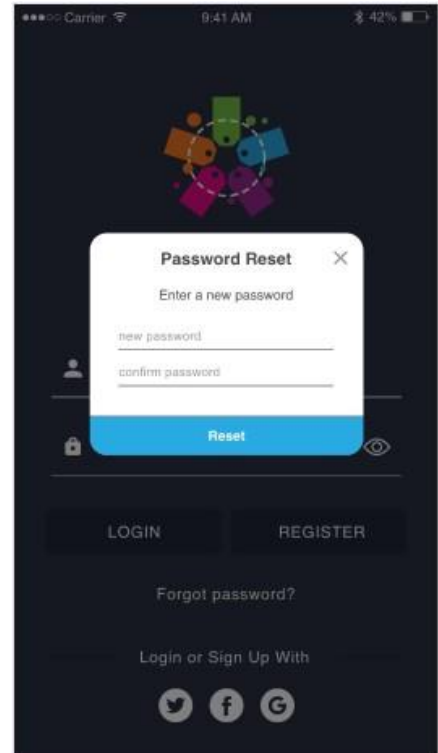 Carrier 9:41 AM 42%
Password Reset
Enter a new password
new password
confirm password
Reset
LOGIN REGISTER
Forgot password?
Login or Sign Up With
f G